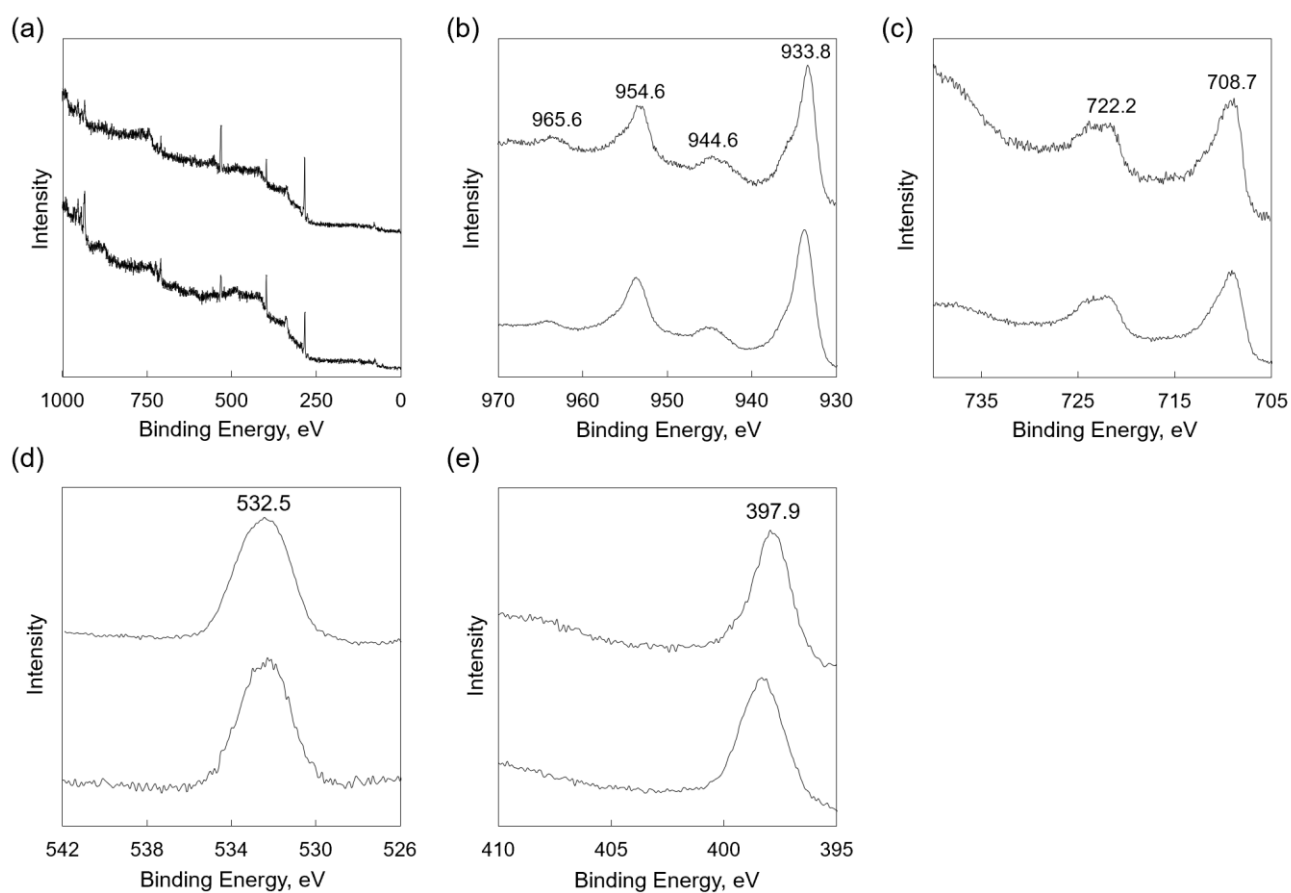 (a)
Intensity
1000 750 500 250 0
Binding Energy, eV
(b)
965.6 954.6 944.6 933.8
Intensity
970 960 950 940 930
Binding Energy, eV
(c)
722.2 708.7
Intensity
735 725 715 705
Binding Energy, eV
(d)
532.5
Intensity
542 538 534 530 526
Binding Energy, eV
(e)
397.9
Intensity
410 405 400 395
Binding Energy, eV